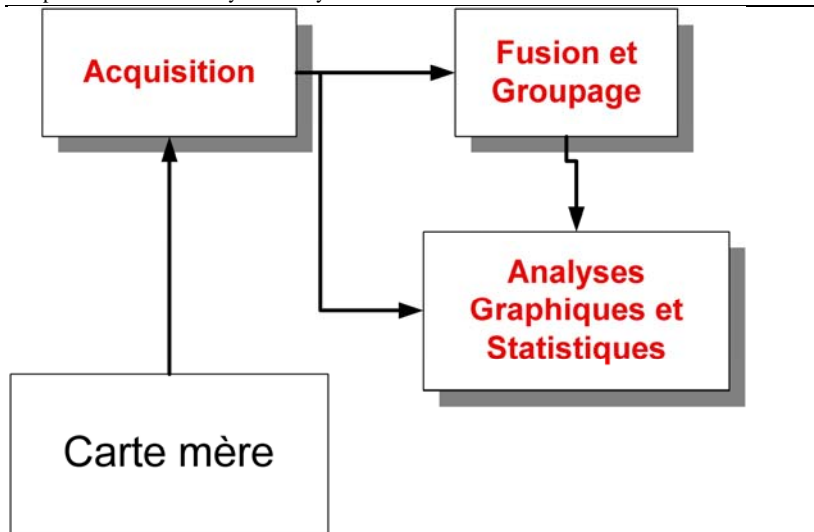 Acquisition
Fusion et
Groupage
Analyses
Graphiques et
Statistiques
Carte mère